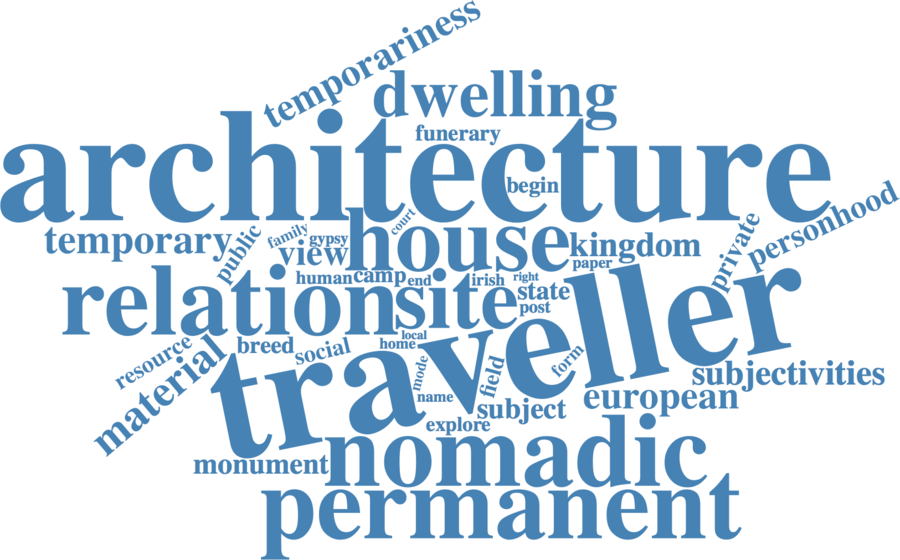 temporariness
dwelling
funerary
architecture
begin
personhood
court
private
public
family
gypsy
temporary
view
house
kingdom
paper
human
camp
end
irish
right
relation
site
state
post
traveller
local
home
resource
breed
social
material
mode
name
field
form
subjectivities
european
subject
explore
nomadic
monument
permanent